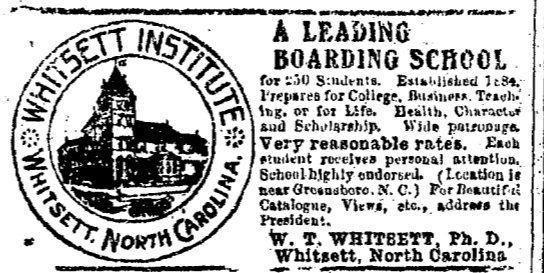 WHITSETT INSTITUTE
WHITSETT, NORTH CAROLINA.
A LEADING
BOARDING SCHOOL
for 250 Students. Established 1884.
Prepares for College, Business, Teach-
ing, or for Life. Health, Character
and Scholarship. Wide patronage.
Very reasonable rates. Each
student receives personal attention.
School highly endorsed. (Location is
near Greensboro, N. C.) For Beautiful
Catalogue, Views, etc., address the
President.
W. T. WHITSETT, Ph. D.,
Whitsett, North Carolina